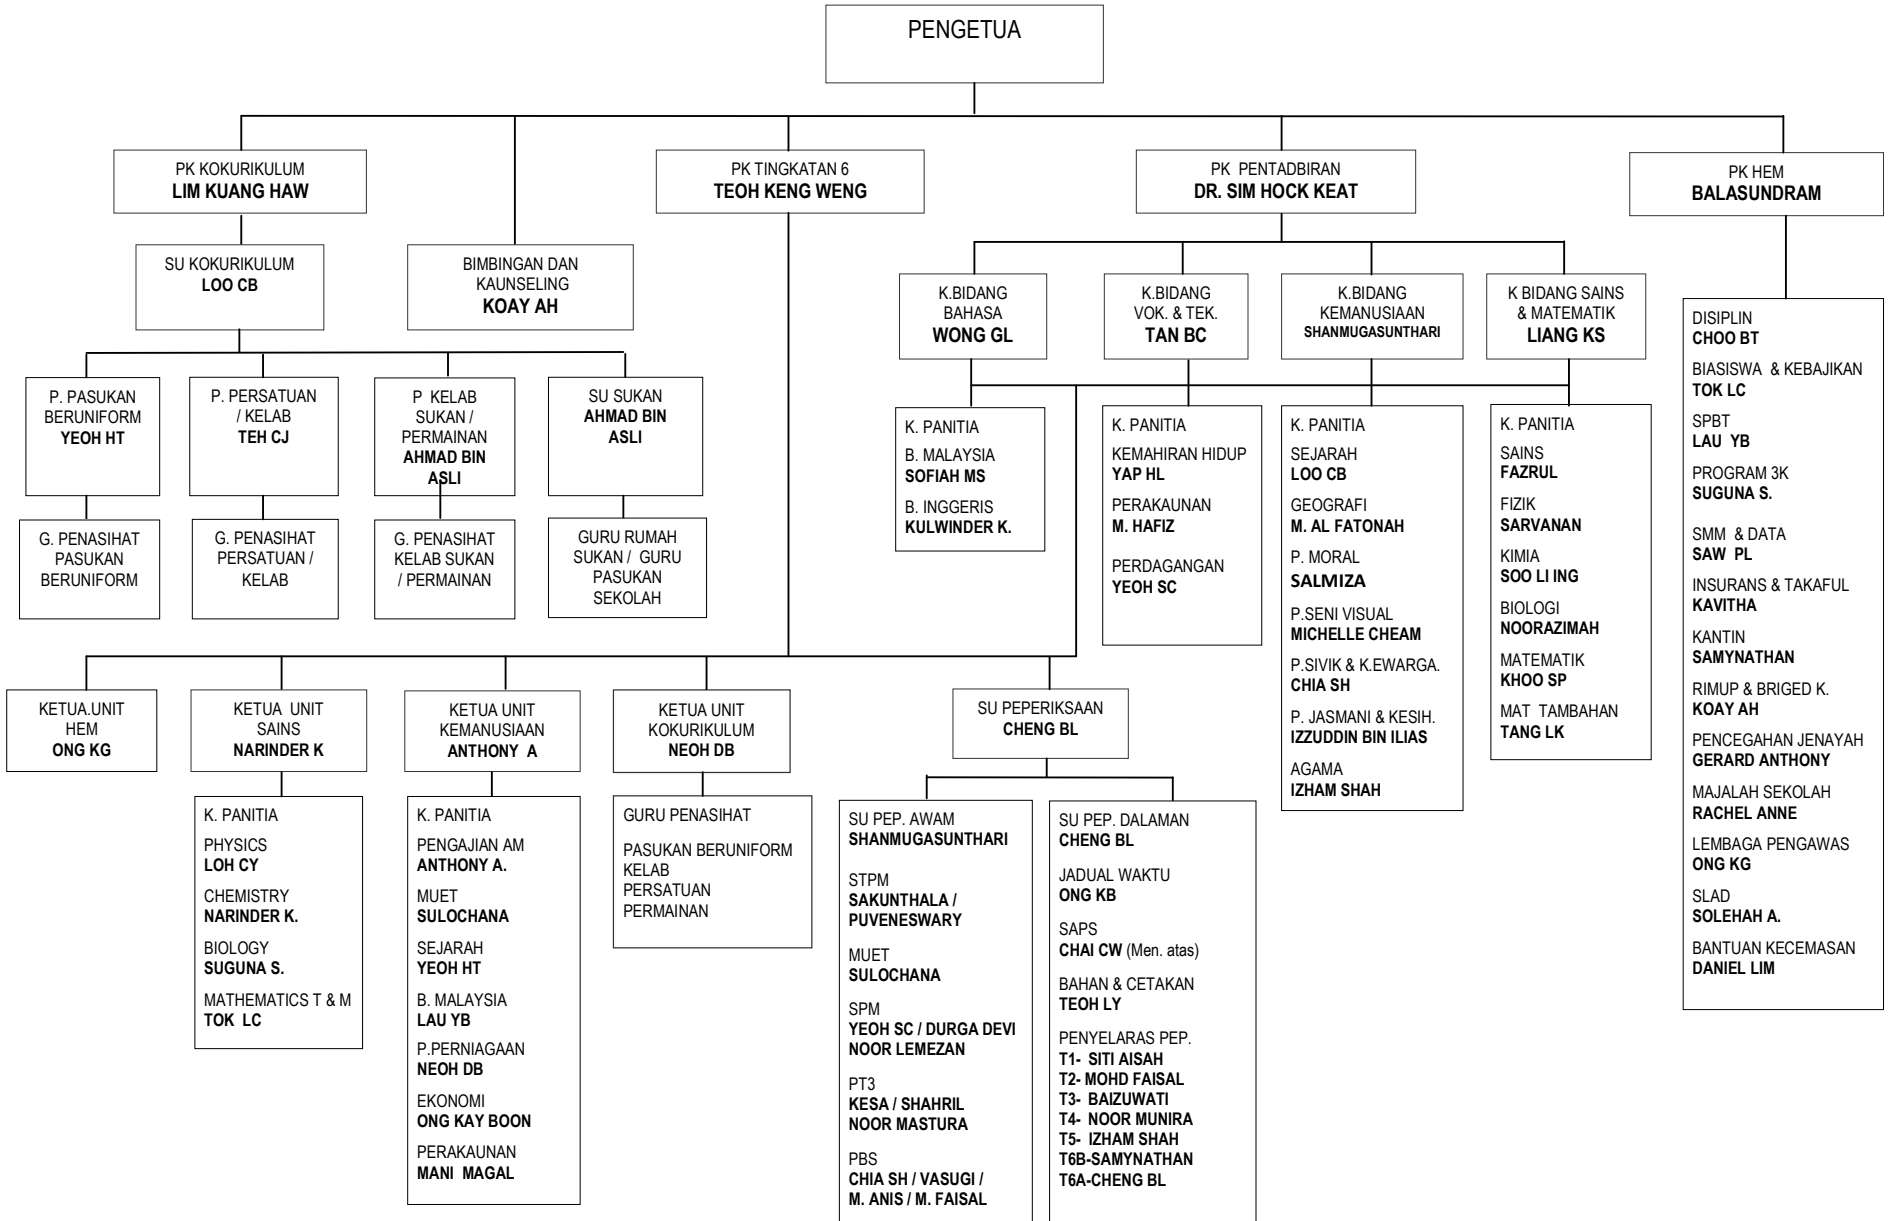 PENGETUA
PK KOKURIKULUM
LIM KUANG HAW
PK TINGKATAN 6
TEOH KENG WENG
PK PENTADBIRAN
DR. SIM HOCK KEAT
PK HEM
BALASUNDRAM
SU KOKURIKULUM
LOO CB
BIMBINGAN DAN
KAUNSELING
KOAY AH
K.BIDANG
BAHASA
WONG GL
K.BIDANG
VOK. & TEK.
TAN BC
K.BIDANG
KEMANUSIAAN
SHANMUGASUNTHARI
K BIDANG SAINS
& MATEMATIK
LIANG KS
P. PASUKAN
BERUNIFORM
YEOH HT
P. PERSATUAN
/ KELAB
TEH CJ
P KELAB
SUKAN /
PERMAINAN
AHMAD BIN
ASLI
SU SUKAN
AHMAD BIN
ASLI
G. PENASIHAT
PASUKAN
BERUNIFORM
G. PENASIHAT
PERSATUAN /
KELAB
G. PENASIHAT
KELAB SUKAN
/ PERMAINAN
GURU RUMAH
SUKAN / GURU
PASUKAN
SEKOLAH
K. PANITIA
B. MALAYSIA
SOFIAH MS
B. INGGERIS
KULWINDER K.
K. PANITIA
KEMAHIRAN HIDUP
YAP HL
PERAKAUNAN
M. HAFIZ
PERDAGANGAN
YEOH SC
K. PANITIA
SEJARAH
LOO CB
GEOGRAFI
M. AL FATONAH
P. MORAL
SALMIZA
P.SENI VISUAL
MICHELLE CHEAM
P.SIVIK & K.EWARGA.
CHIA SH
P. JASMANI & KESIH.
IZZUDDIN BIN ILIAS
AGAMA
IZHAM SHAH
K. PANITIA
SAINS
FAZRUL
FIZIK
SARVANAN
KIMIA
SOO LI ING
BIOLOGI
NOORAZIMAH
MATEMATIK
KHOO SP
MAT TAMBAHAN
TANG LK
DISIPLIN
CHOO BT
BIASISWA & KEBAJIKAN
TOK LC
SPBT
LAU YB
PROGRAM 3K
SUGUNA S.
SMM & DATA
SAW PL
INSURANS & TAKAFUL
KAVITHA
KANTIN
SAMYNATHAN
RIMUP & BRIGED K.
KOAY AH
PENCEGAHAN JENAYAH
GERARD ANTHONY
MAJALAH SEKOLAH
RACHEL ANNE
LEMBAGA PENGAWAS
ONG KG
SLAD
SOLEHAH A.
BANTUAN KECEMASAN
DANIEL LIM
KETUA.UNIT
HEM
ONG KG
KETUA UNIT
SAINS
NARINDER K
KETUA UNIT
KEMANUSIAAN
ANTHONY A
KETUA UNIT
KOKURIKULUM
NEOH DB
SU PEPERIKSAAN
CHENG BL
K. PANITIA
PHYSICS
LOH CY
CHEMISTRY
NARINDER K.
BIOLOGY
SUGUNA S.
MATHEMATICS T & M
TOK LC
K. PANITIA
PENGAJIAN AM
ANTHONY A.
MUET
SULOCHANA
SEJARAH
YEOH HT
B. MALAYSIA
LAU YB
P.PERNIAGAAN
NEOH DB
EKONOMI
ONG KAY BOON
PERAKAUNAN
MANI MAGAL
GURU PENASIHAT
PASUKAN BERUNIFORM
KELAB
PERSATUAN
PERMAINAN
SU PEP. AWAM
SHANMUGASUNTHARI
STPM
SAKUNTHALA /
PUVENESWARY
MUET
SULOCHANA
SPM
YEOH SC / DURGA DEVI
NOOR LEMEZAN
PT3
KESA / SHAHRIL
NOOR MASTURA
PBS
CHIA SH / VASUGI /
M. ANIS / M. FAISAL
SU PEP. DALAMAN
CHENG BL
JADUAL WAKTU
ONG KB
SAPS
CHAI CW (Men. atas)
BAHAN & CETAKAN
TEOH LY
PENYELARAS PEP.
T1- SITI AISAH
T2- MOHD FAISAL
T3- BAIZUWATI
T4- NOOR MUNIRA
T5- IZHAM SHAH
T6B-SAMYNATHAN
T6A-CHENG BL